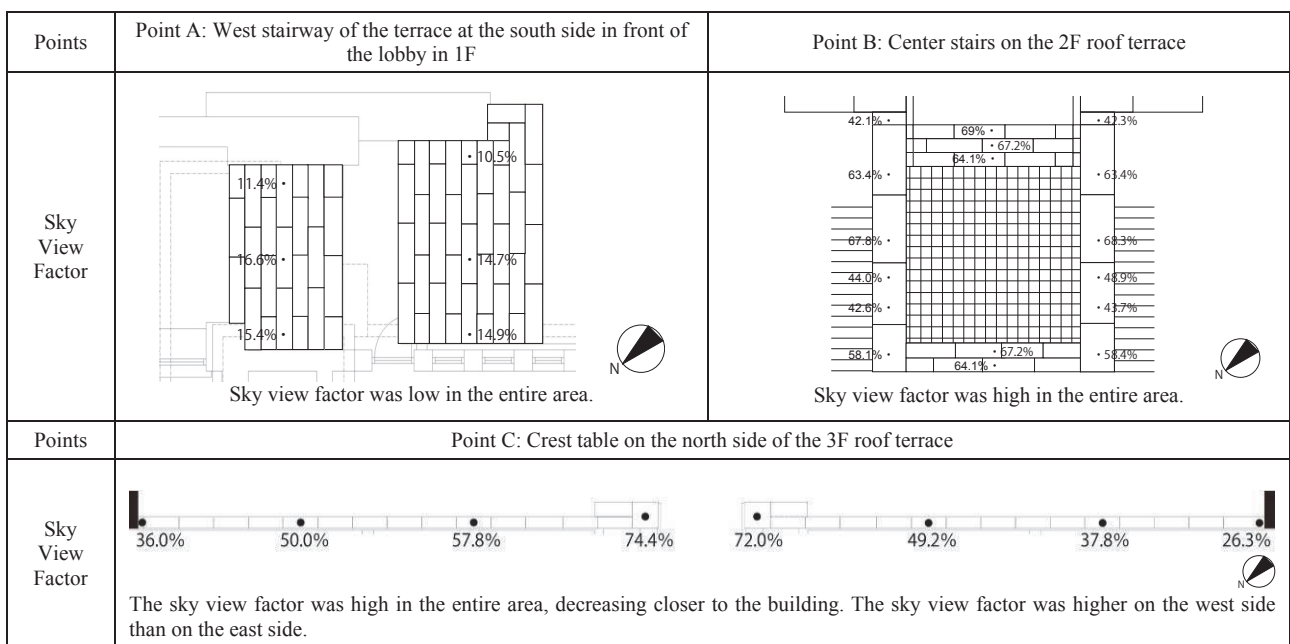 Points
Point A: West stairway of the terrace at the south side in front of
the lobby in 1F
Point B: Center stairs on the 2F roof terrace
Sky
View
Factor
11.4%
16.6%
15.4%
10.5%
14.7%
14.9%
N
Sky view factor was low in the entire area.
42.1%
63.4%
67.8%
44.0%
42.6%
58.1%
69%
67.2%
64.1%
67.2%
64.1%
42.3%
63.4%
68.3%
48.9%
43.7%
58.4%
N
Sky view factor was high in the entire area.
Points
Point C: Crest table on the north side of the 3F roof terrace
Sky
View
Factor
36.0% 50.0% 57.8% 74.4% 72.0% 49.2% 37.8% 26.3%
N
The sky view factor was high in the entire area, decreasing closer to the building. The sky view factor was higher on the west side
than on the east side.